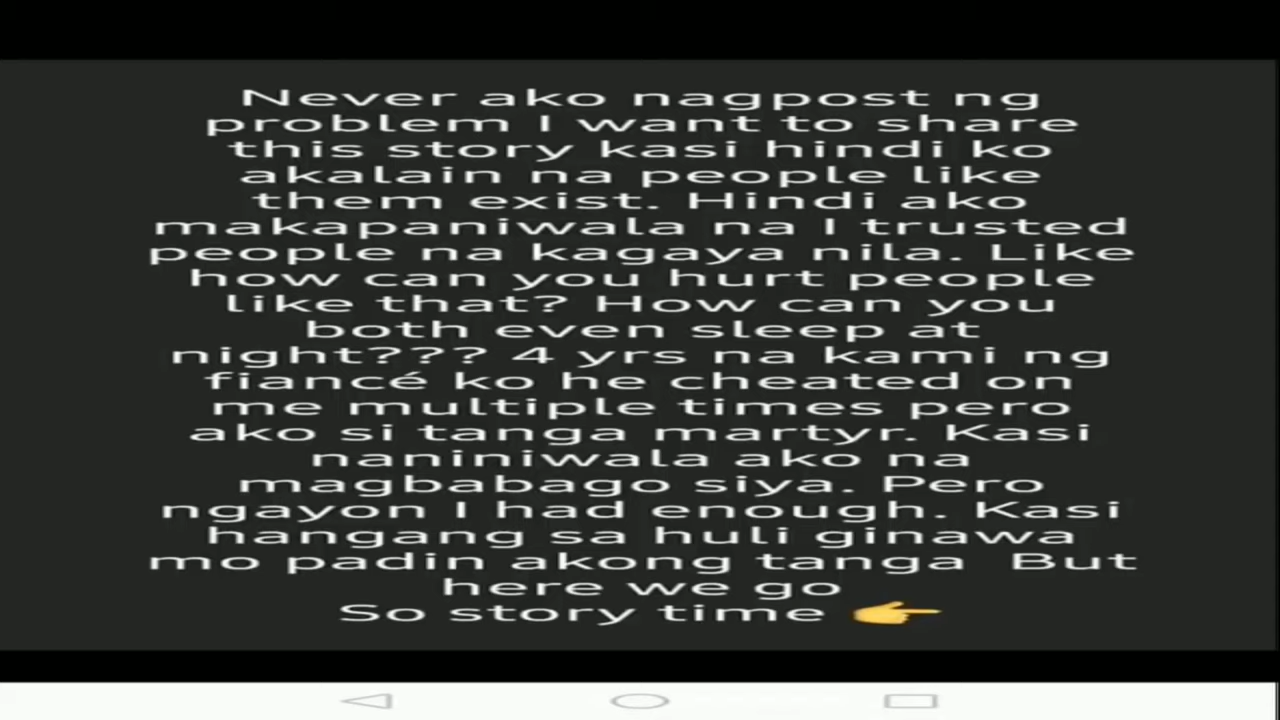 Never ako nagpost ng
problem I want to share
this story kasi hindi ko
akalain na people like
them exist. Hindi ako
makapaniwala na I trusted
people na kagaya nila. Like
how can you hurt people
like that? How can you
both even sleep at
night??? 4 yrs na kami ng
fiancé ko he cheated on
me multiple times pero
ako si tanga martyr. Kasi
naniniwala ako na
magbabago siya. Pero
ngayon I had enough. Kasi
hangang sa huli ginawa
mo padin akong tanga But
here we go
So story time 👉